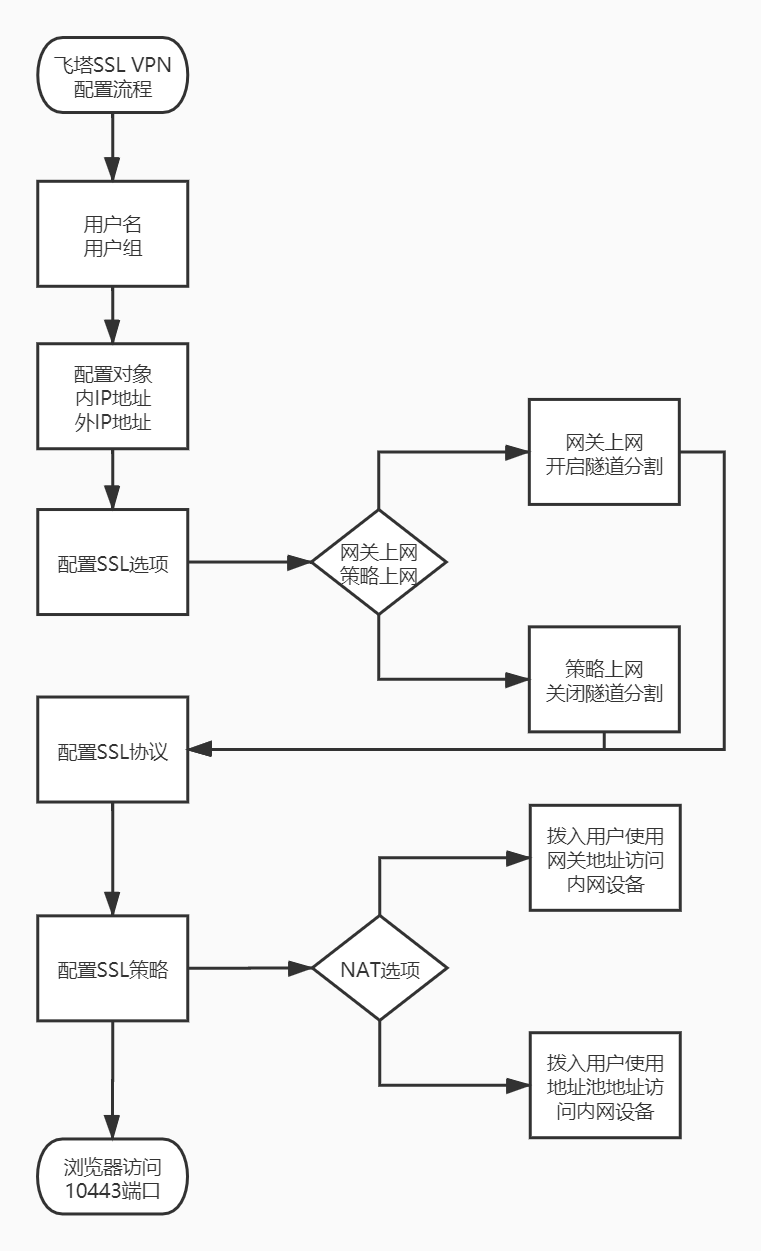 飞塔SSL VPN
配置流程
用户名
用户组
配置对象
内IP地址
外IP地址
配置SSL选项
网关上网
策略上网
网关上网
开启隧道分割
策略上网
关闭隧道分割
配置SSL协议
配置SSL策略
NAT选项
拨入用户使用
网关地址访问
内网设备
拨入用户使用
地址池地址访
问内网设备
浏览器访问
10443端口